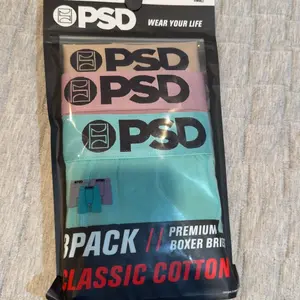 PSD
WEAR YOUR LIFE
PSD
PSD
PSD
3PACK // PREMIUM
BOXER BRI
CLASSIC COTTON